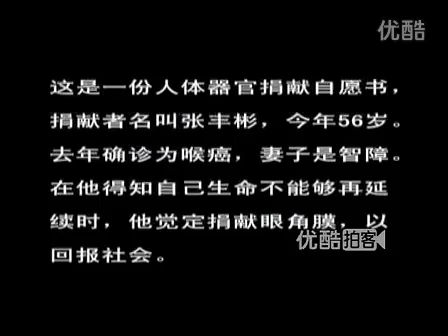 优酷
这是一份人体器官捐献自愿书，
捐献者名叫张丰彬，今年56岁。
去年确诊为喉癌，妻子是智障。
在他得知自己生命不能够再延
续时，他觉定捐献眼角膜，以
优酷拍客
回报社会。